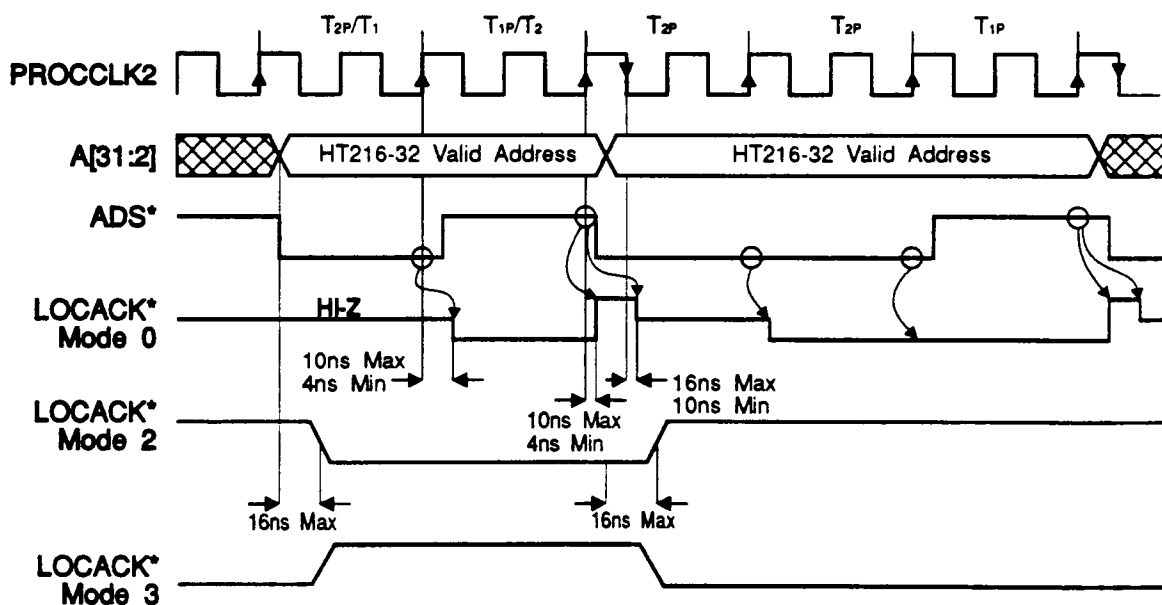 T2P/T1 T1P/T2 T2P T2P T1P
PROCCLK2
A[31:2] HT216-32 Valid Address HT216-32 Valid Address
ADS*
LOCACK* HI-Z
Mode 0
10ns Max
4ns Min
16ns Max
10ns Min
10ns Max
4ns Min
LOCACK*
Mode 2
16ns Max 16ns Max
LOCACK*
Mode 3